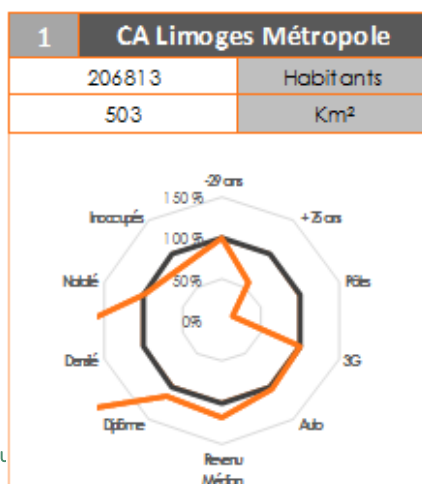 1 CA Limoges Métropole
206813 Habitants
503 Km²
-29 ans
150%
Inoccupés +75 ans
100%
Natalité 50% Pôles
0%
Densité 3G
Diplôme Auto
Revenu
Médian